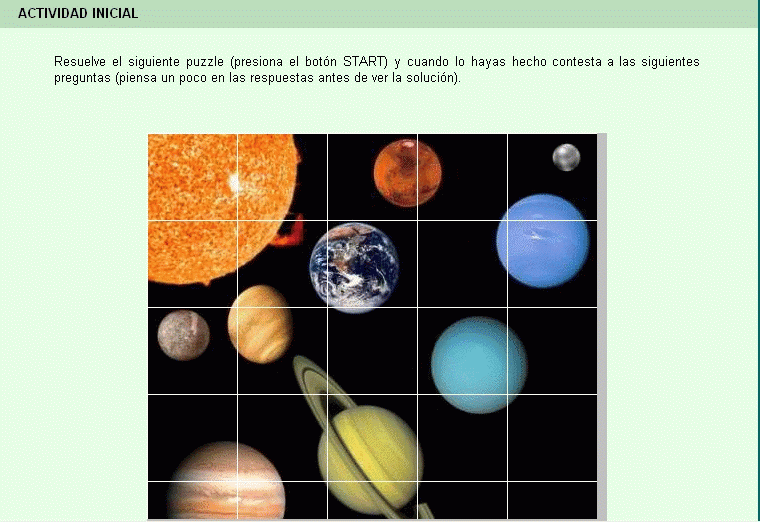 ACTIVIDAD INICIAL
Resuelve el siguiente puzzle (presiona el botón START) y cuando lo hayas hecho contesta a las siguientes
preguntas (piensa un poco en las respuestas antes de ver la solución).